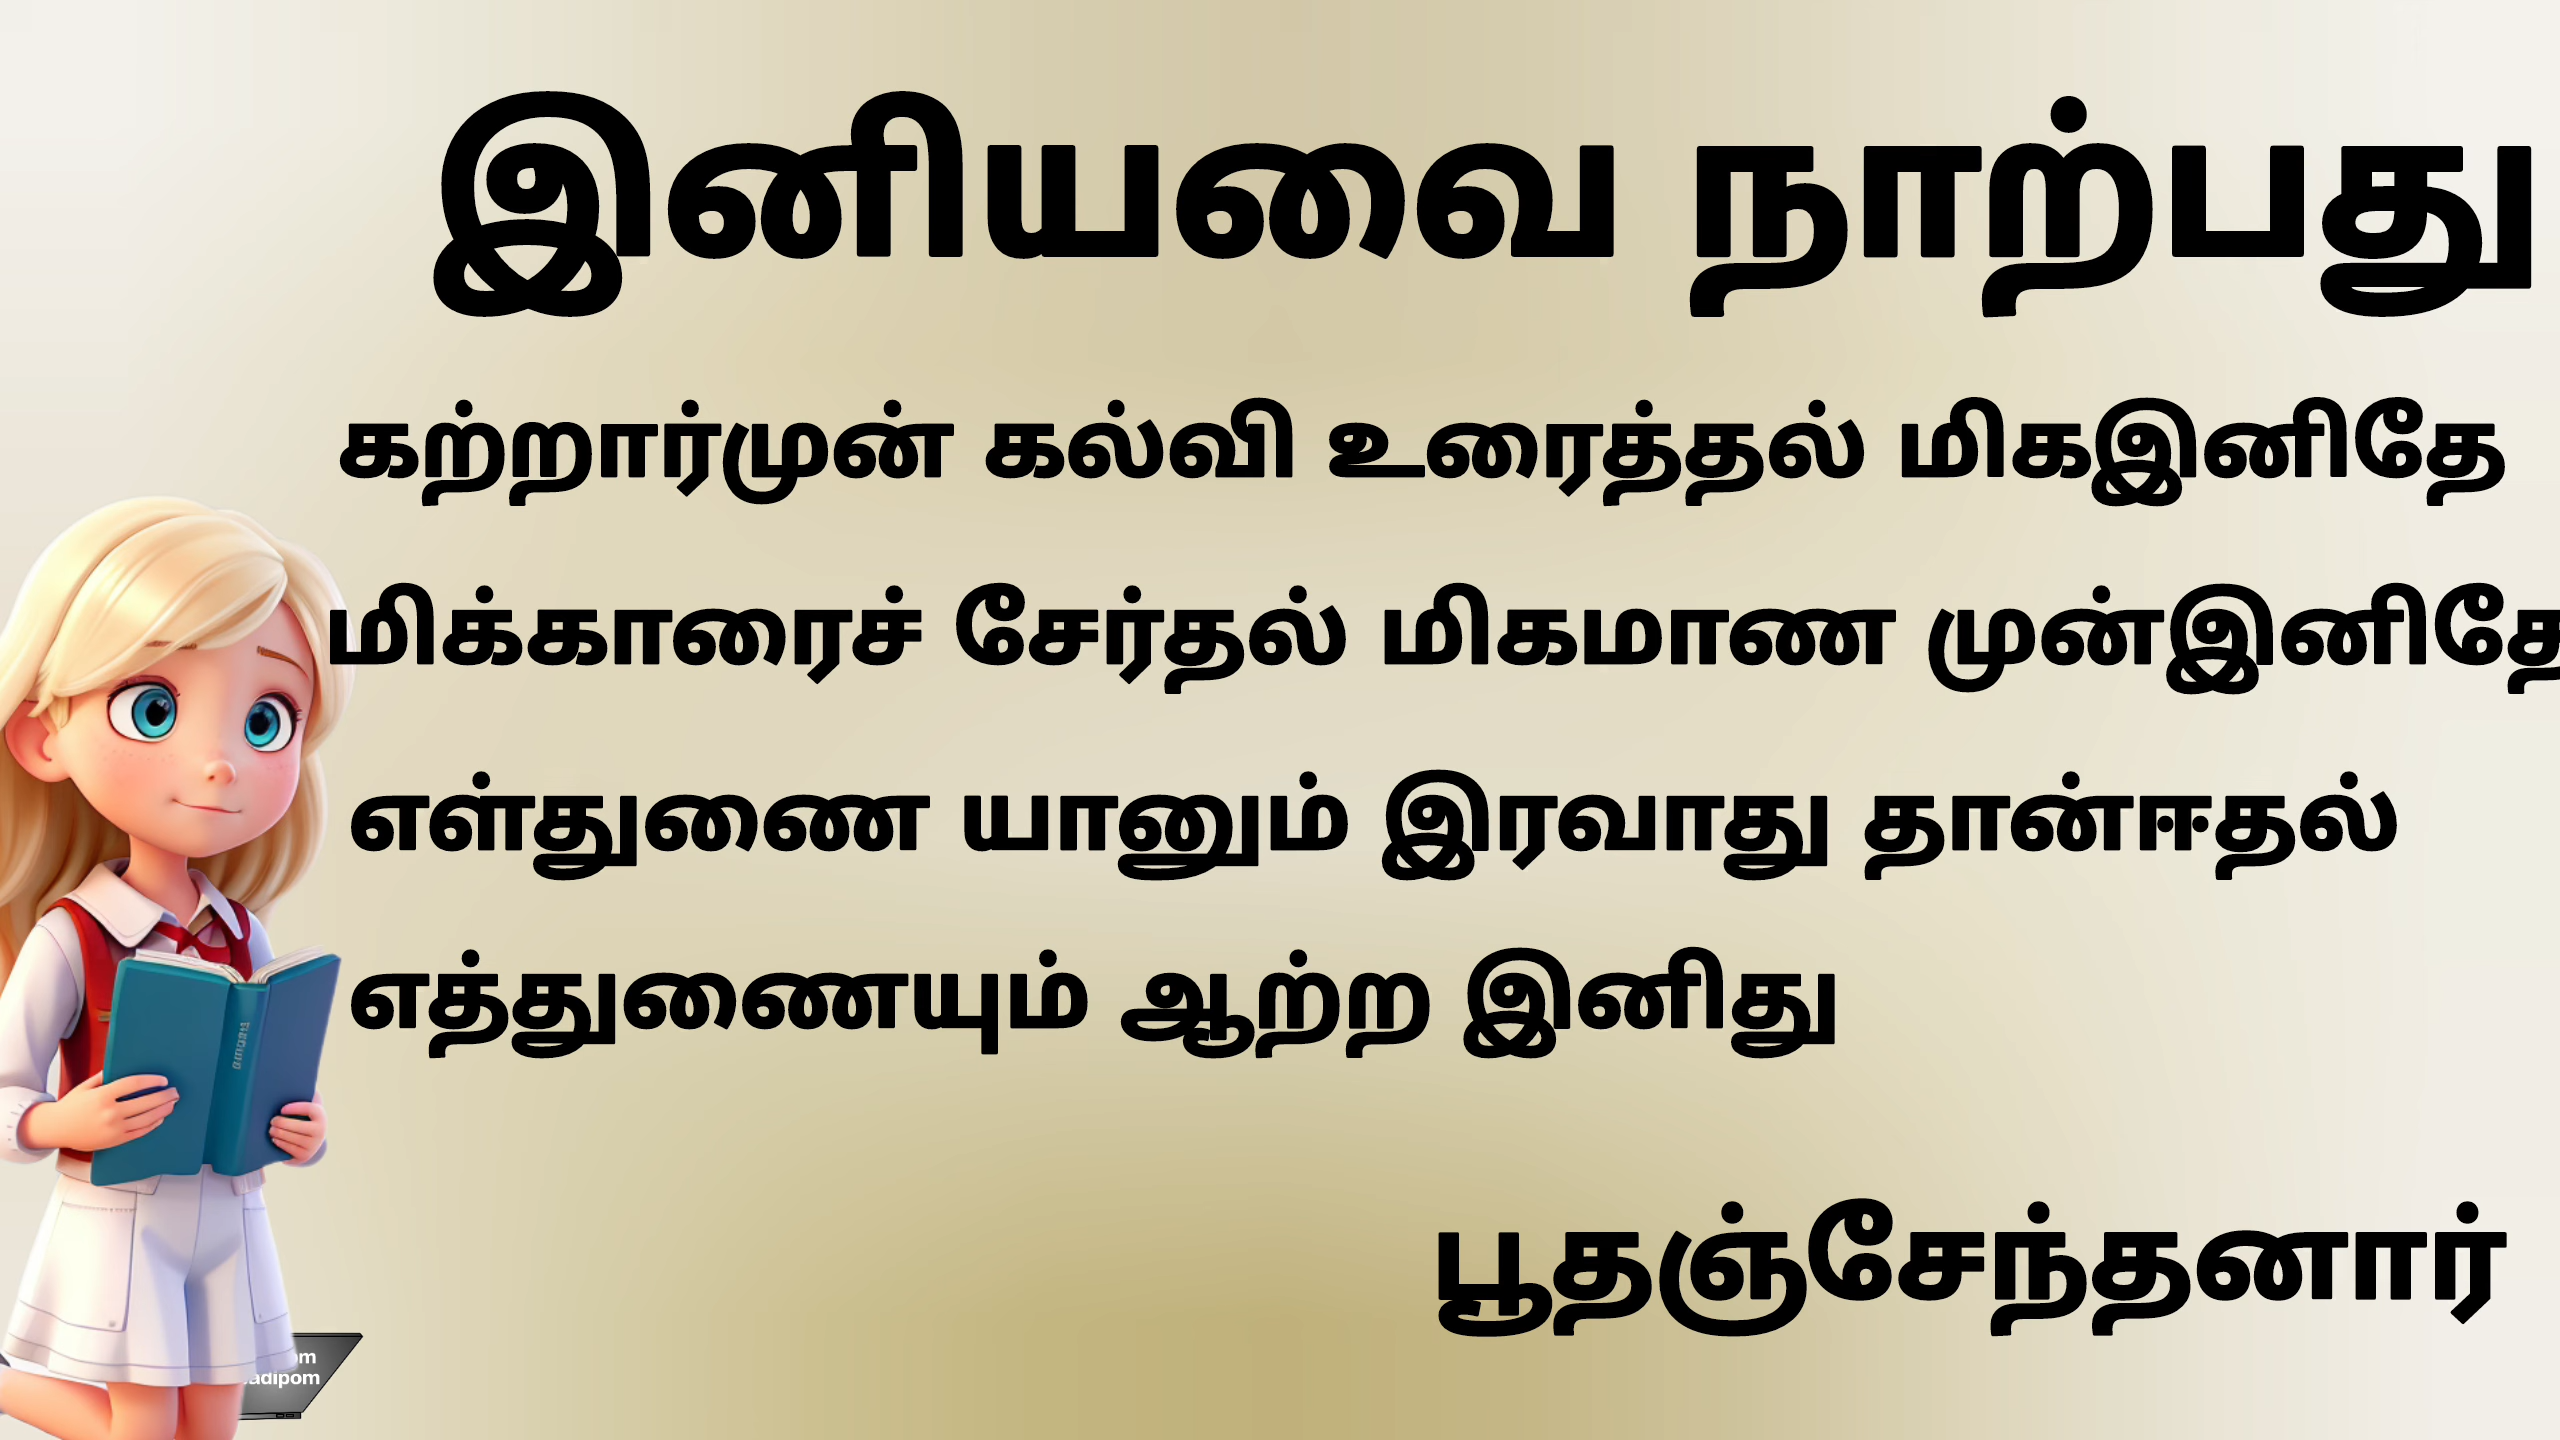 இனியவை நாற்பது
கற்றார்முன் கல்வி உரைத்தல் மிகஇனிதே
மிக்காரைச் சேர்தல் மிகமாண முன்இனிதே
எள்துணை யானும் இரவாது தான்ஈதல்
எத்துணையும் ஆற்ற இனிது
பூதஞ்சேந்தனார்